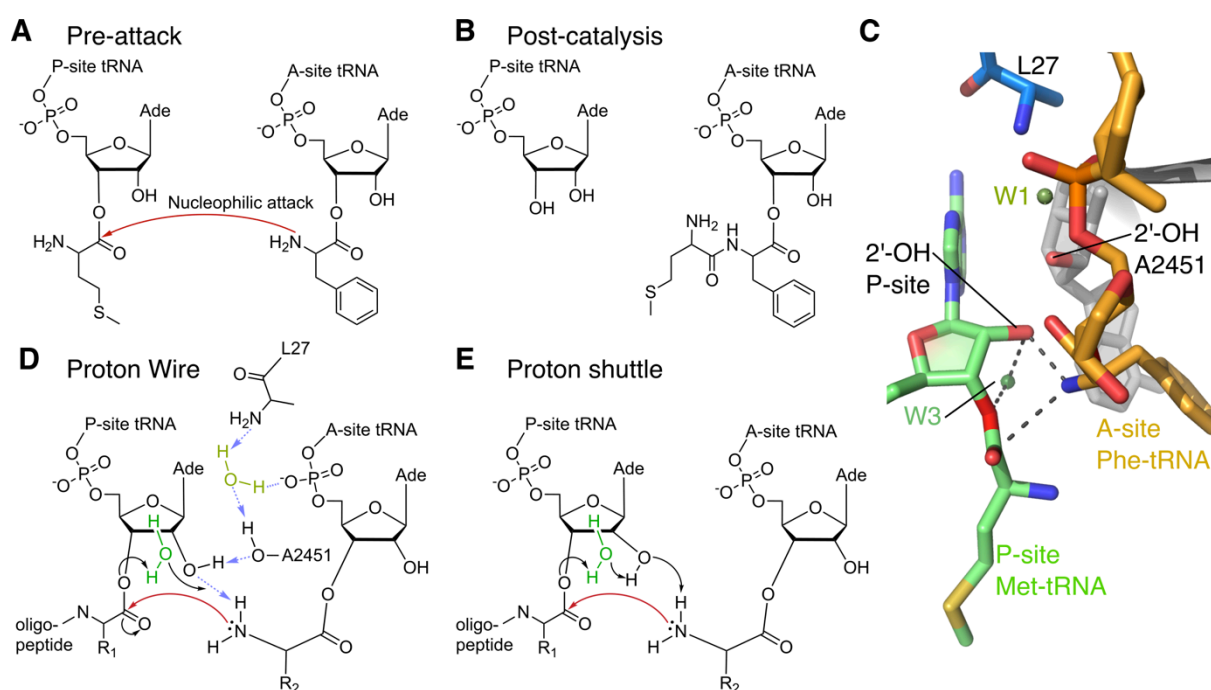 A Pre-attack
P-site tRNA
A-site tRNA
O
P
O
-O
O
O
Ade
OH
O
O
P
O
-O
O
O
Ade
OH
O
Nucleophilic attack
O
H2N
O
S
H2N
O
B Post-catalysis
P-site tRNA
A-site tRNA
O
P
O
-O
O
O
Ade
OH
OH
O
P
O
-O
O
O
Ade
OH
O
NH2
H
N
O
O
S
C
L27
W1
2'-OH
A2451
2'-OH
P-site
W3
A-site
Phe-tRNA
P-site
Met-tRNA
D Proton Wire
L27
O
H2N
P-site tRNA
A-site tRNA
O
P
O
-O
O
O
Ade
H
O
H
O
P
O
-O
O
O
Ade
OH
H
O
A2451
H
O
H
O
H
O
O
N
oligo-
peptide
R1
O
H
N
H
O
R2
E Proton shuttle
P-site tRNA
A-site tRNA
O
P
O
-O
O
O
Ade
O
P
O
-O
O
O
Ade
OH
H
O
H
O
H
O
O
N
oligo-
peptide
R1
O
H
N
H
O
R2